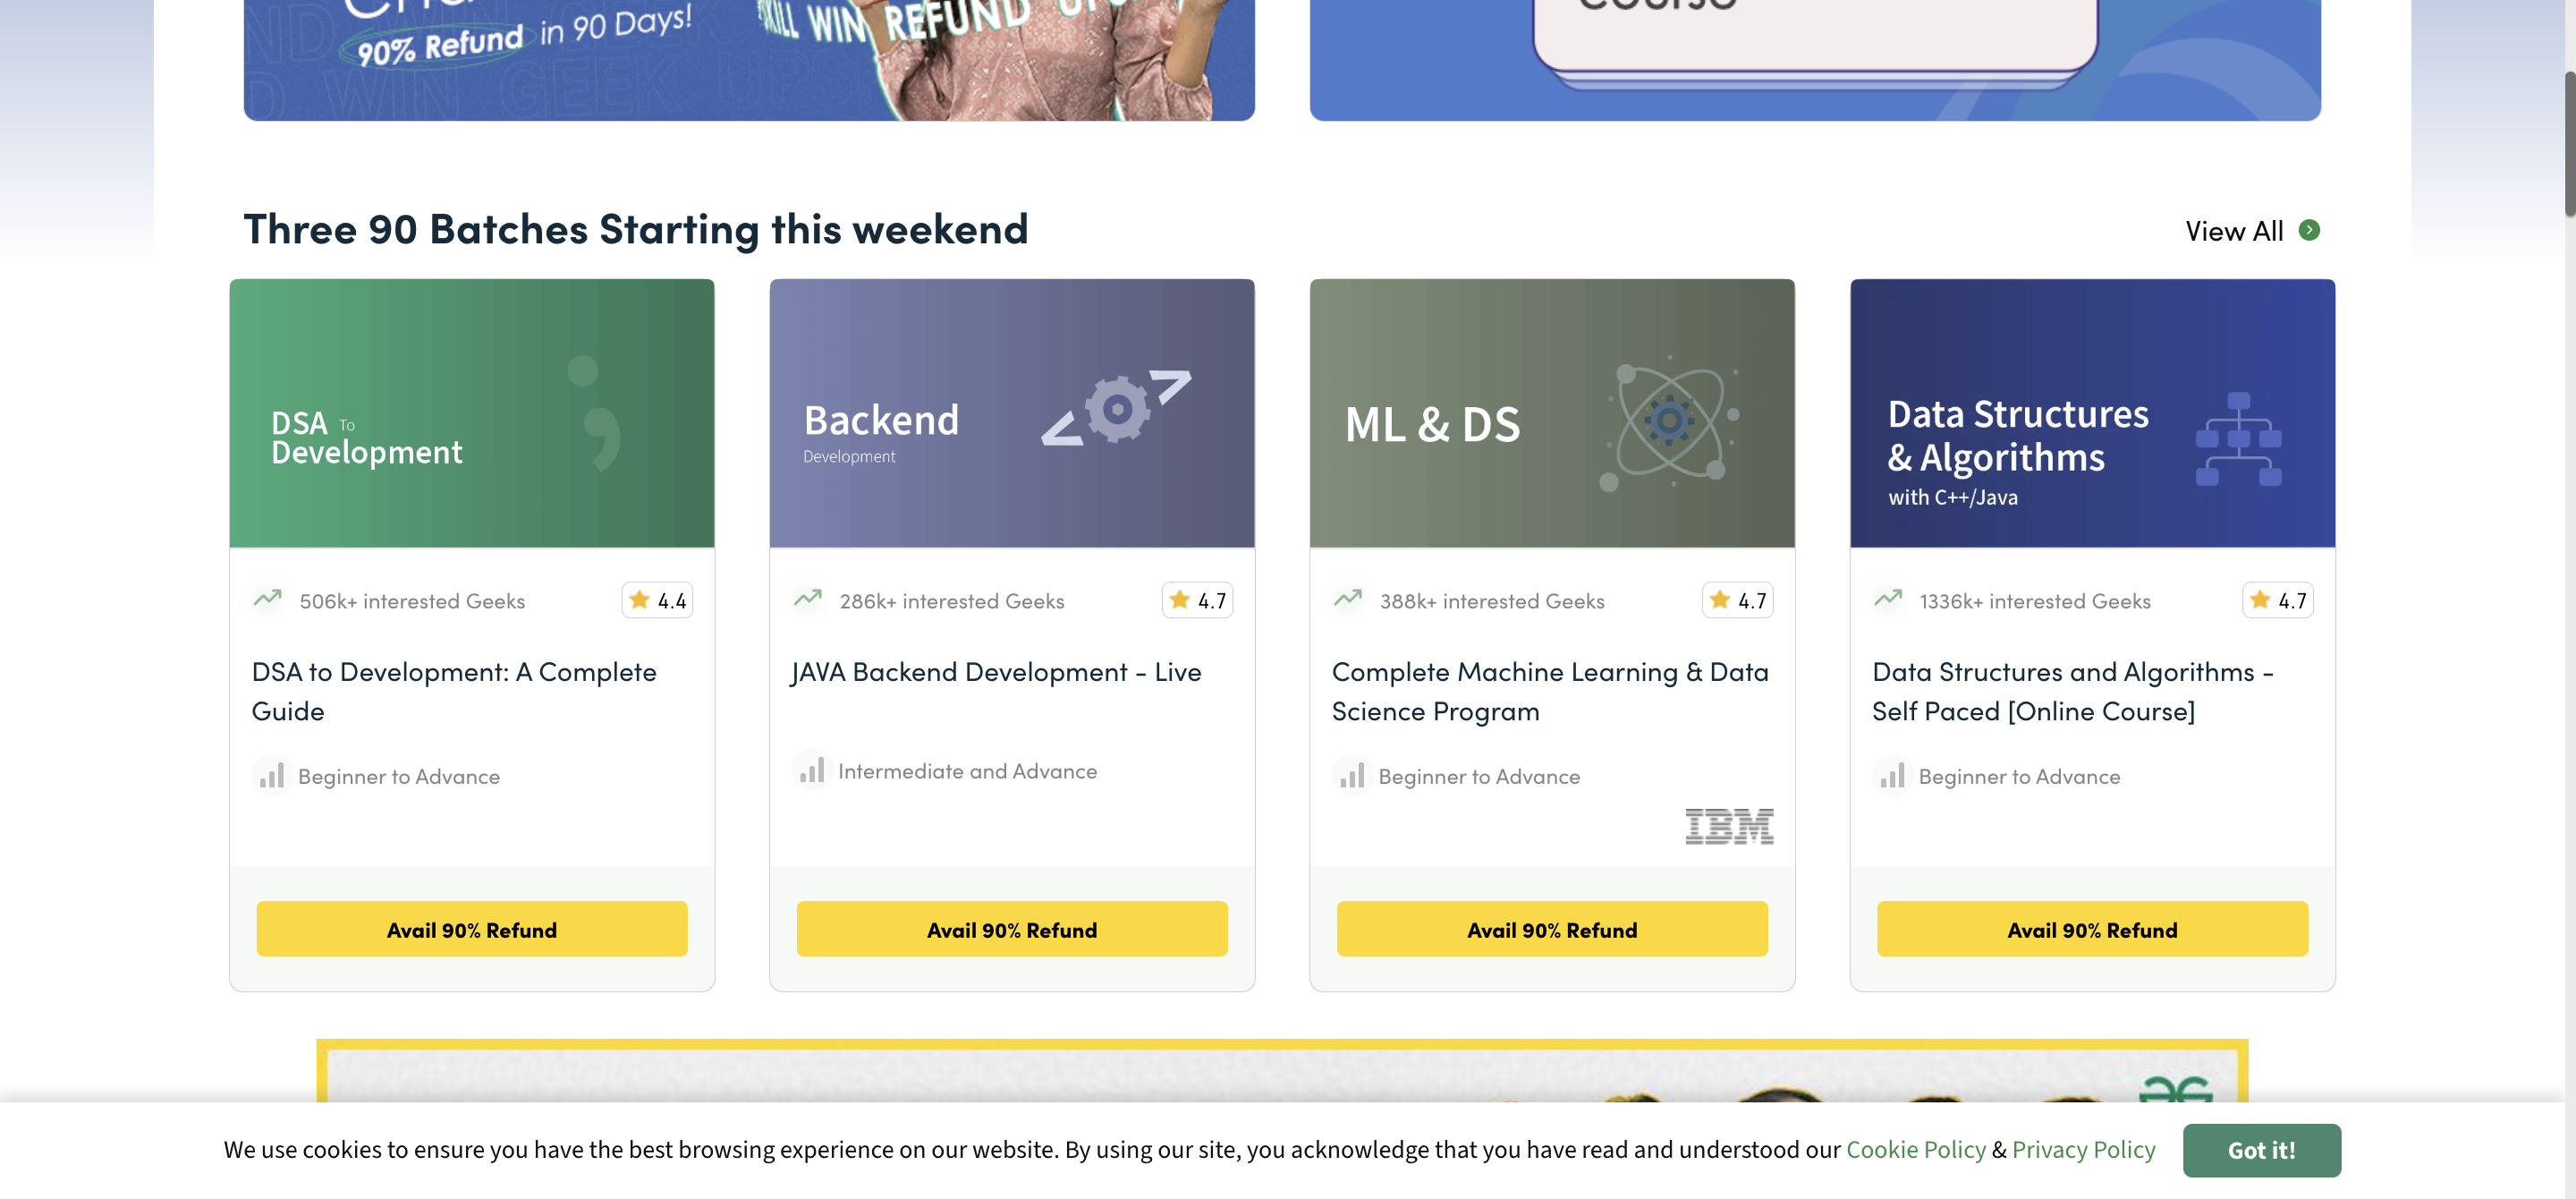 90% Refund in 90 Days!
SKILL WIN REFUND
Course
Three 90 Batches Starting this weekend
View All
DSA To
Development
Backend
Development
ML & DS
Data Structures
& Algorithms
with C++/Java
506k+ interested Geeks
4.4
286k+ interested Geeks
4.7
388k+ interested Geeks
4.7
1336k+ interested Geeks
4.7
DSA to Development: A Complete
Guide
JAVA Backend Development - Live
Complete Machine Learning & Data
Science Program
Data Structures and Algorithms -
Self Paced [Online Course]
Beginner to Advance
Intermediate and Advance
Beginner to Advance
Beginner to Advance
IBM
Avail 90% Refund
Avail 90% Refund
Avail 90% Refund
Avail 90% Refund
We use cookies to ensure you have the best browsing experience on our website. By using our site, you acknowledge that you have read and understood our Cookie Policy & Privacy Policy
Got it!